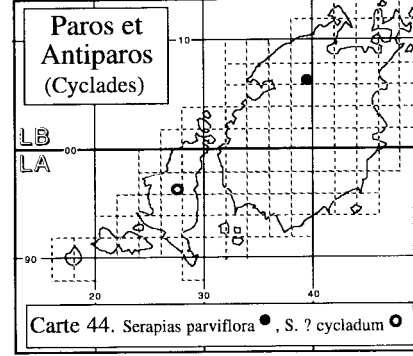 Paros et
Antiparos
(Cyclades)
10
LB
00
LA
90
20 30 40
Carte 44. Serapias parviflora ●, S. ? cycladum o